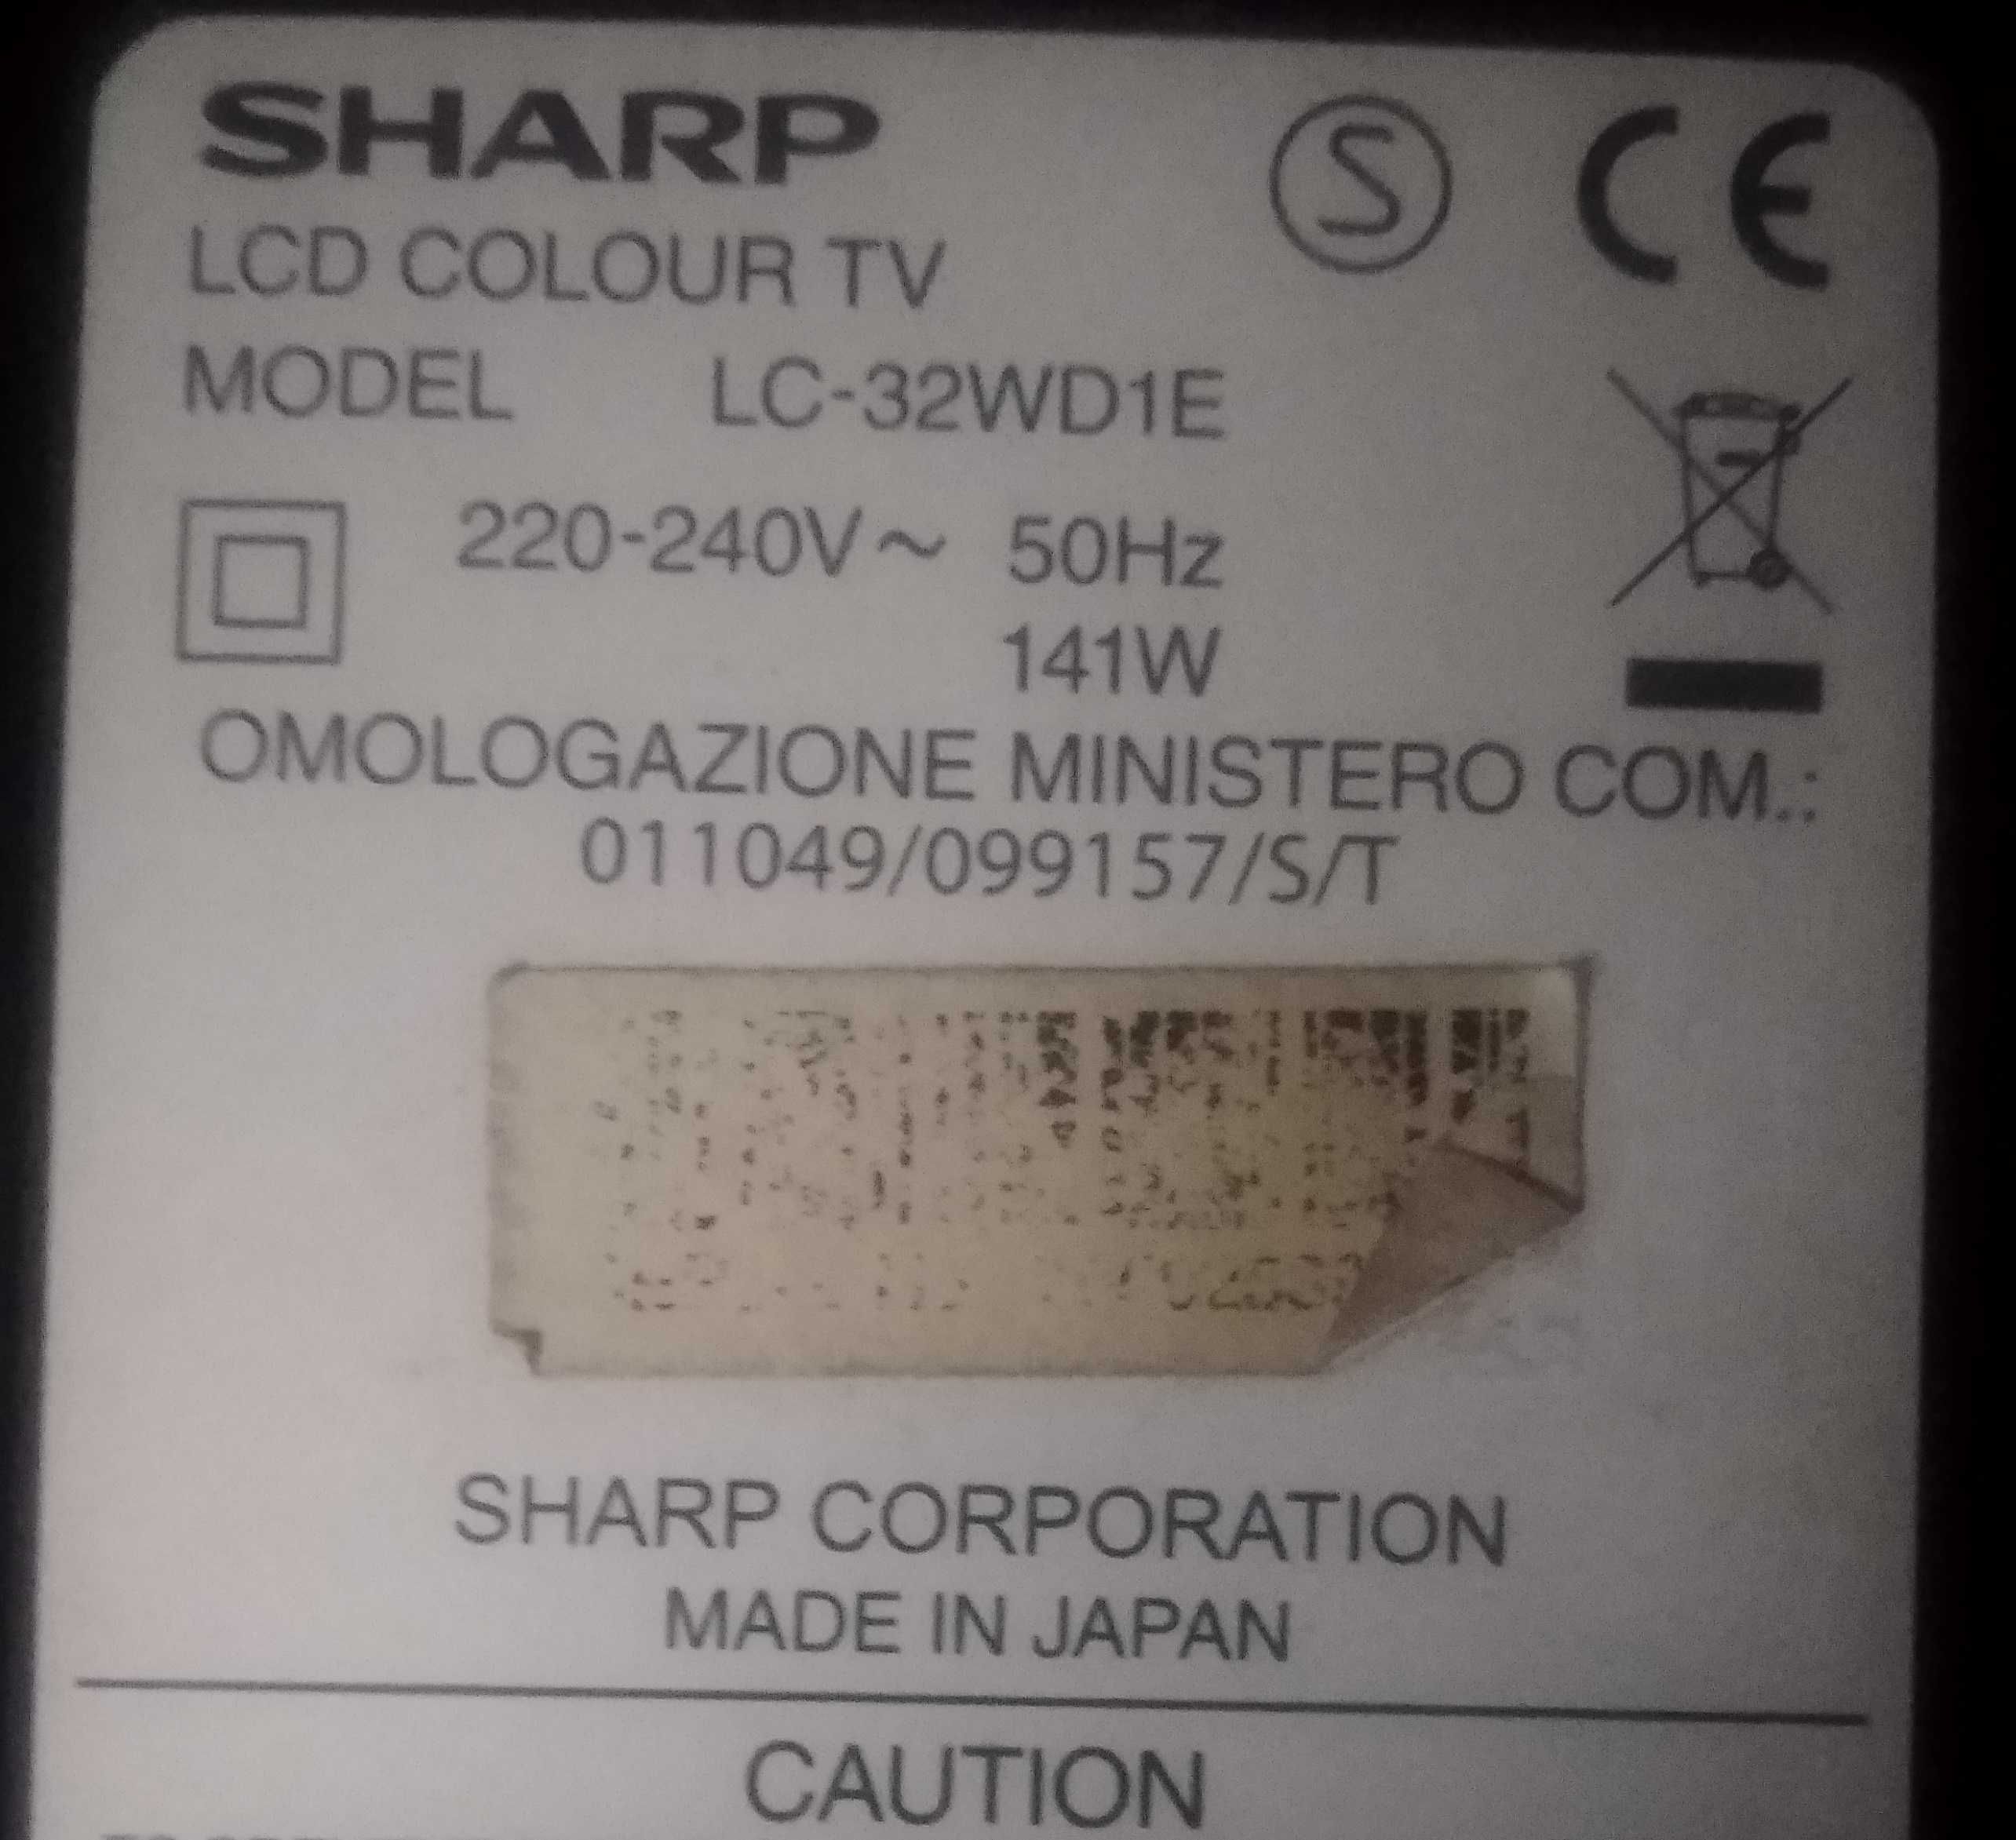 SHARP
LCD COLOUR TV
MODEL LC-32WD1E
S CE
220-240V~ 50Hz
141W
OMOLOGAZIONE MINISTERO COM.:
011049/099157/S/T
SHARP CORPORATION
MADE IN JAPAN
CAUTION